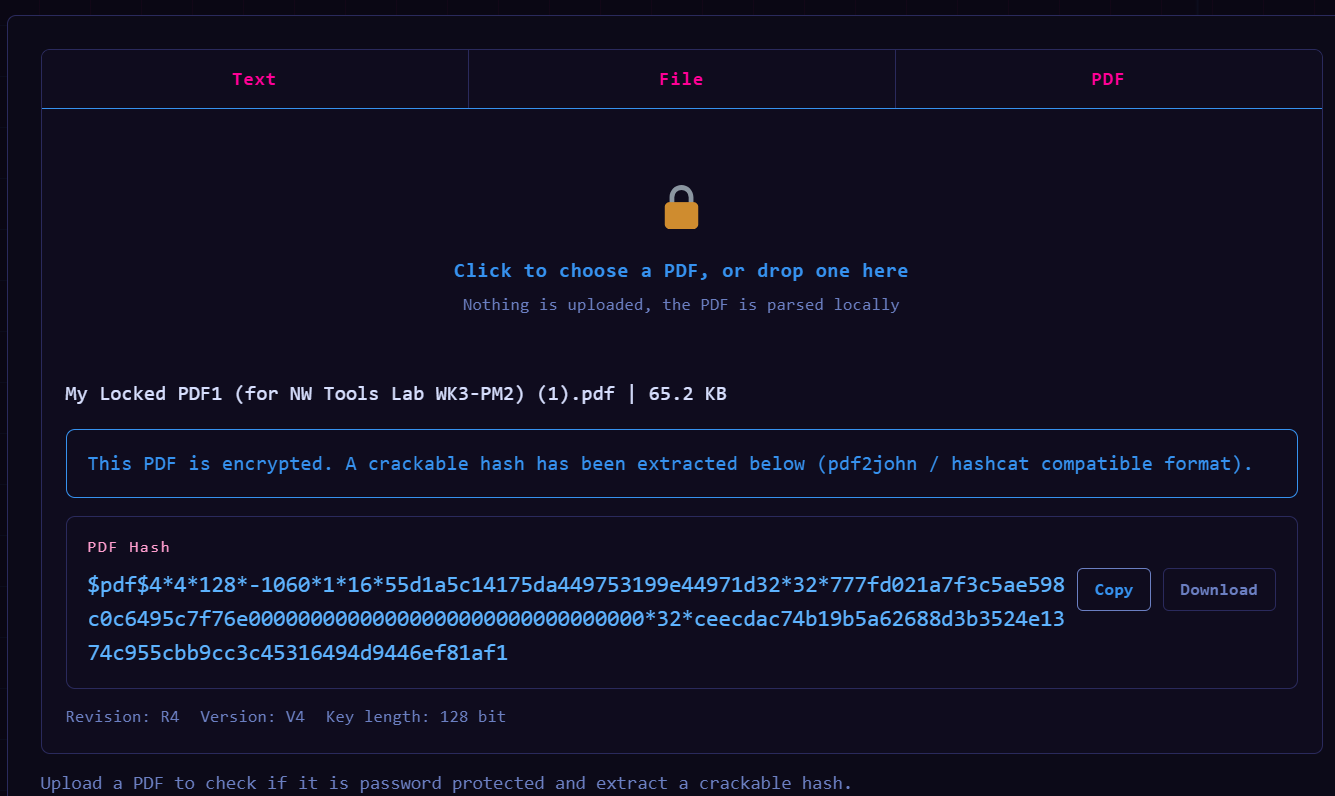 Text
File
PDF
Click to choose a PDF, or drop one here
Nothing is uploaded, the PDF is parsed locally
My Locked PDF1 (for NW Tools Lab WK3-PM2) (1).pdf | 65.2 KB
This PDF is encrypted. A crackable hash has been extracted below (pdf2john / hashcat compatible format).
PDF Hash
$pdf$4*4*128*-1060*1*16*55d1a5c14175da449753199e44971d32*32*777fd021a7f3c5ae598
c0c6495c7f76e00000000000000000000000000000000*32*ceecdac74b19b5a62688d3b3524e13
74c955cbb9cc3c45316494d9446ef81af1
Copy
Download
Revision: R4 Version: V4 Key length: 128 bit
Upload a PDF to check if it is password protected and extract a crackable hash.